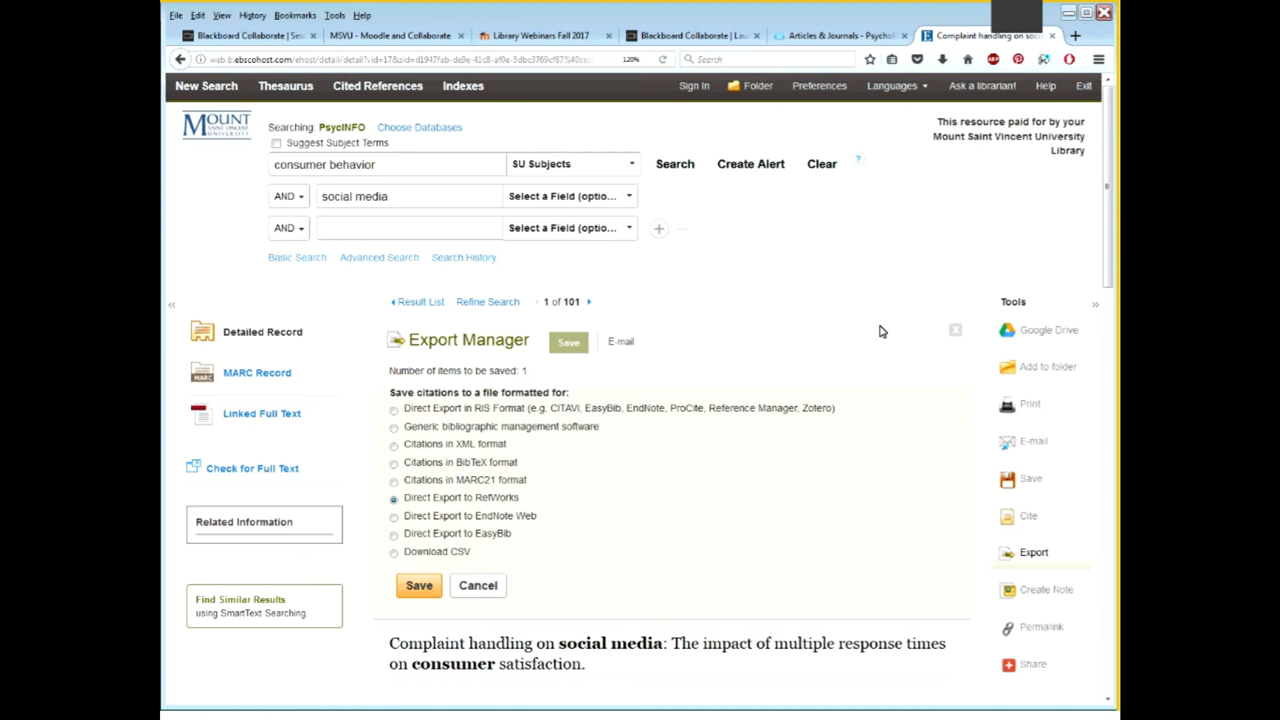 File Edit View History Bookmarks Tools Help
Blackboard Collaborate | Ses MSVU - Moodle and Collaborate Library Webinars Fall 2017 Blackboard Collaborate | Lau Articles & Journals - Psychol Complaint handling on soci
120% Search
New Search Thesaurus Cited References Indexes Sign In Folder Preferences Languages Ask a librarian! Help Exit
MOUNT
SAINT VINCENT
UNIVERSITY
Searching: PsycINFO Choose Databases
Suggest Subject Terms
This resource paid for by your
Mount Saint Vincent University
Library
consumer behavior SU Subjects Search Create Alert Clear ?
AND social media Select a Field (optio...
AND Select a Field (optio...
Basic Search Advanced Search Search History
« Result List Refine Search 1 of 101 Tools »
Detailed Record
MARC Record
Linked Full Text
Check for Full Text
Related Information
Find Similar Results
using SmartText Searching.
Export Manager Save E-mail
Number of items to be saved: 1
Save citations to a file formatted for:
Direct Export in RIS Format (e.g. CITAVI, EasyBib, EndNote, ProCite, Reference Manager, Zotero)
Generic bibliographic management software
Citations in XML format
Citations in BibTeX format
Citations in MARC21 format
Direct Export to RefWorks
Direct Export to EndNote Web
Direct Export to EasyBib
Download CSV
Save Cancel
Complaint handling on social media: The impact of multiple response times
on consumer satisfaction.
Google Drive
Add to folder
Print
E-mail
Save
Cite
Export
Create Note
Permalink
Share